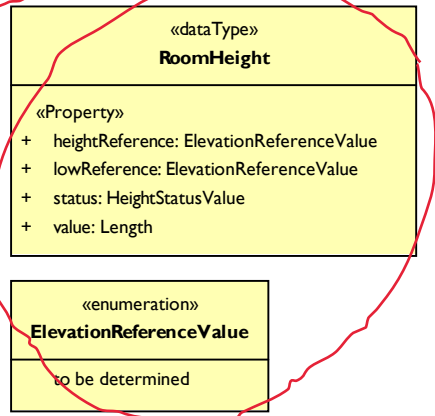 «dataType»
RoomHeight
«Property»
+ heightReference: ElevationReferenceValue
+ lowReference: ElevationReferenceValue
+ status: HeightStatusValue
+ value: Length
«enumeration»
ElevationReferenceValue
to be determined